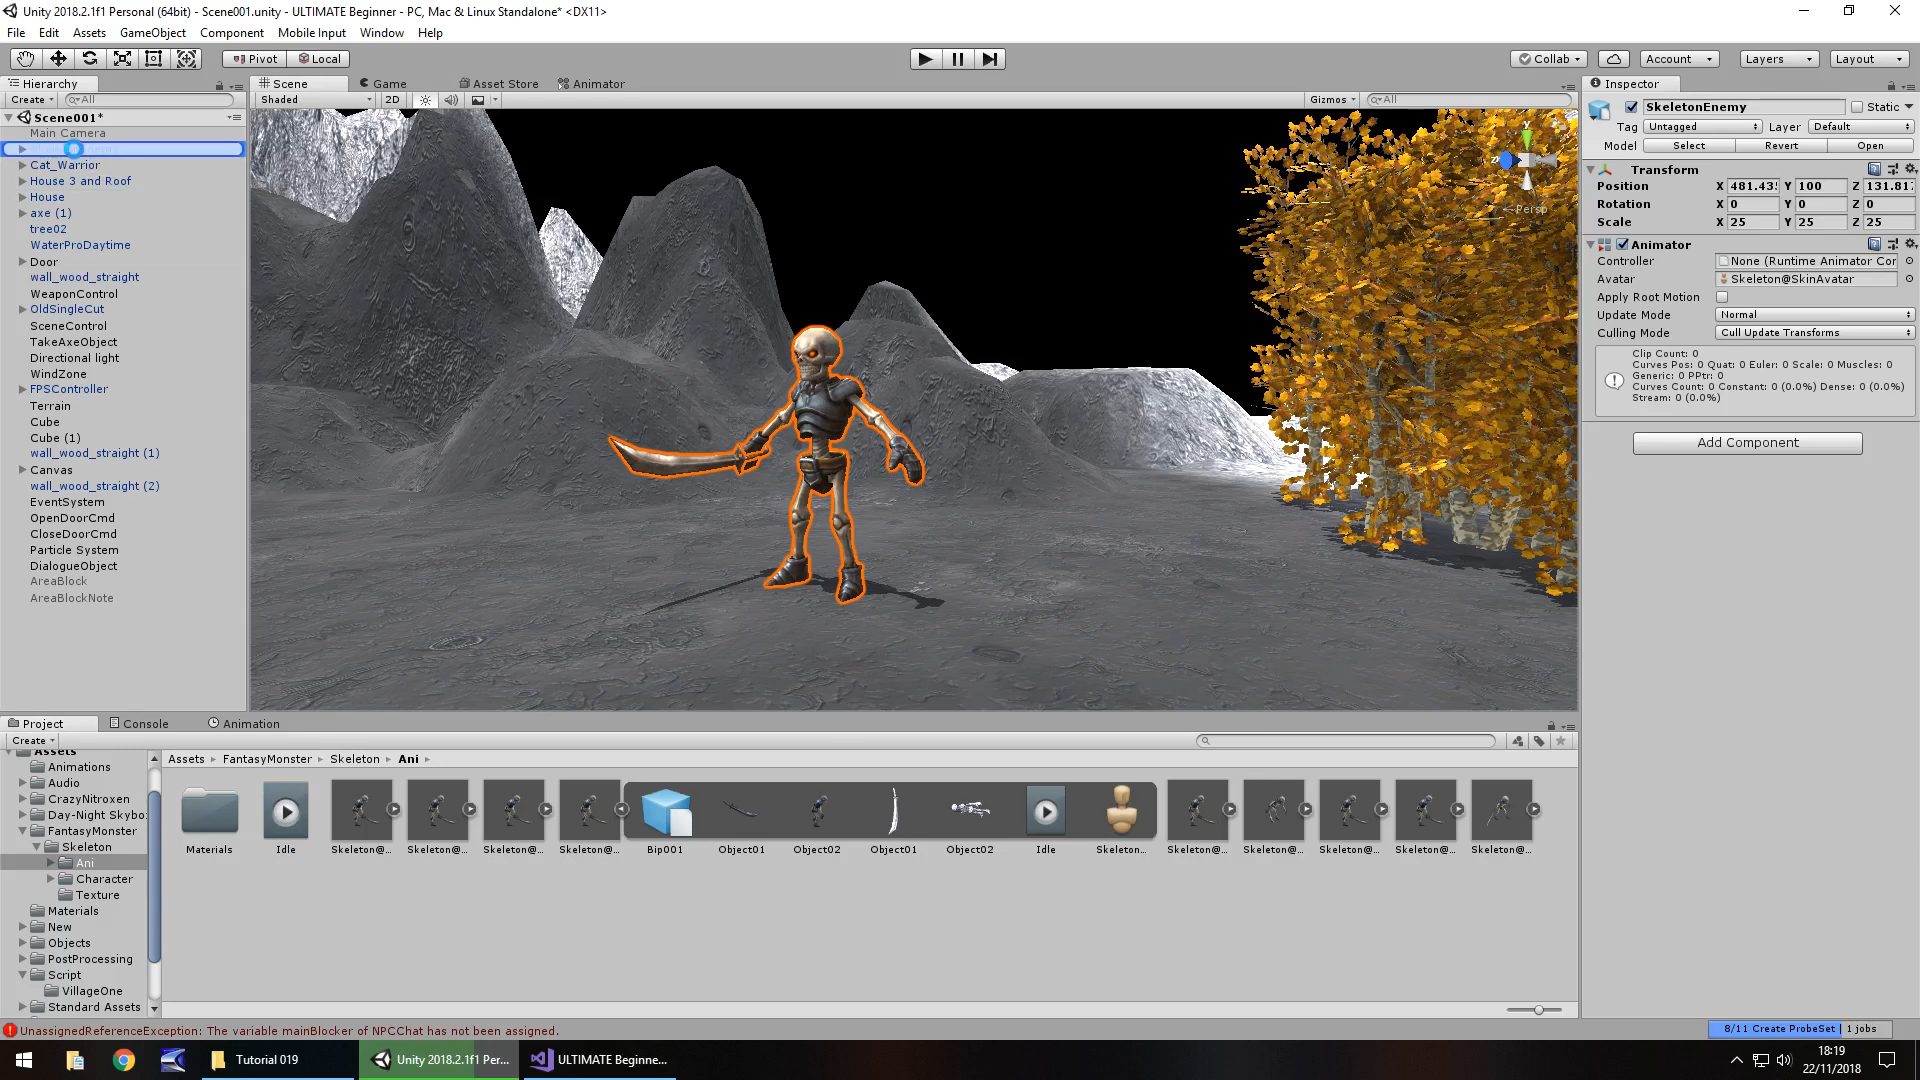 Unity 2018.2.1f1 Personal (64bit) - Scene001.unity - ULTIMATE Beginner - PC, Mac & Linux Standalone* <DX11>
File Edit Assets GameObject Component Mobile Input Window Help
Pivot Local
Collab Account Layers Layout
Hierarchy
Create All
Scene001*
Main Camera
Cat_Warrior
House 3 and Roof
House
axe (1)
tree02
WaterProDaytime
Door
wall_wood_straight
WeaponControl
OldSingleCut
SceneControl
TakeAxeObject
Directional light
WindZone
FPSController
Terrain
Cube
Cube (1)
wall_wood_straight (1)
Canvas
wall_wood_straight (2)
EventSystem
OpenDoorCmd
CloseDoorCmd
Particle System
DialogueObject
AreaBlock
AreaBlockNote
Scene Game Asset Store Animator
Shaded 2D Gizmos All
y
z
Persp
Inspector
SkeletonEnemy Static
Tag Untagged Layer Default
Model Select Revert Open
Transform
Position X 481.43 Y 100 Z 131.81
Rotation X 0 Y 0 Z 0
Scale X 25 Y 25 Z 25
Animator
Controller None (Runtime Animator Cor
Avatar Skeleton@SkinAvatar
Apply Root Motion
Update Mode Normal
Culling Mode Cull Update Transforms
Clip Count: 0
Curves Pos: 0 Quat: 0 Euler: 0 Scale: 0 Muscles: 0
Generic: 0 PPtr: 0
Curves Count: 0 Constant: 0 (0.0%) Dense: 0 (0.0%)
Stream: 0 (0.0%)
Add Component
Project Console Animation
Create
Assets
Animations
Audio
CrazyNitroxen
Day-Night Skybo
FantasyMonster
Skeleton
Ani
Character
Texture
Materials
New
Objects
PostProcessing
Script
VillageOne
Standard Assets
Assets FantasyMonster Skeleton Ani
Materials Idle Skeleton@... Skeleton@... Skeleton@... Skeleton@... Bip001 Object01 Object02 Object01 Object02 Idle Skeleton... Skeleton@... Skeleton@... Skeleton@... Skeleton@... Skeleton@...
UnassignedReferenceException: The variable mainBlocker of NPCChat has not been assigned.
8/11 Create ProbeSet | 1 jobs
Tutorial 019 Unity 2018.2.1f1 Per... ULTIMATE Beginne...
18:19
22/11/2018